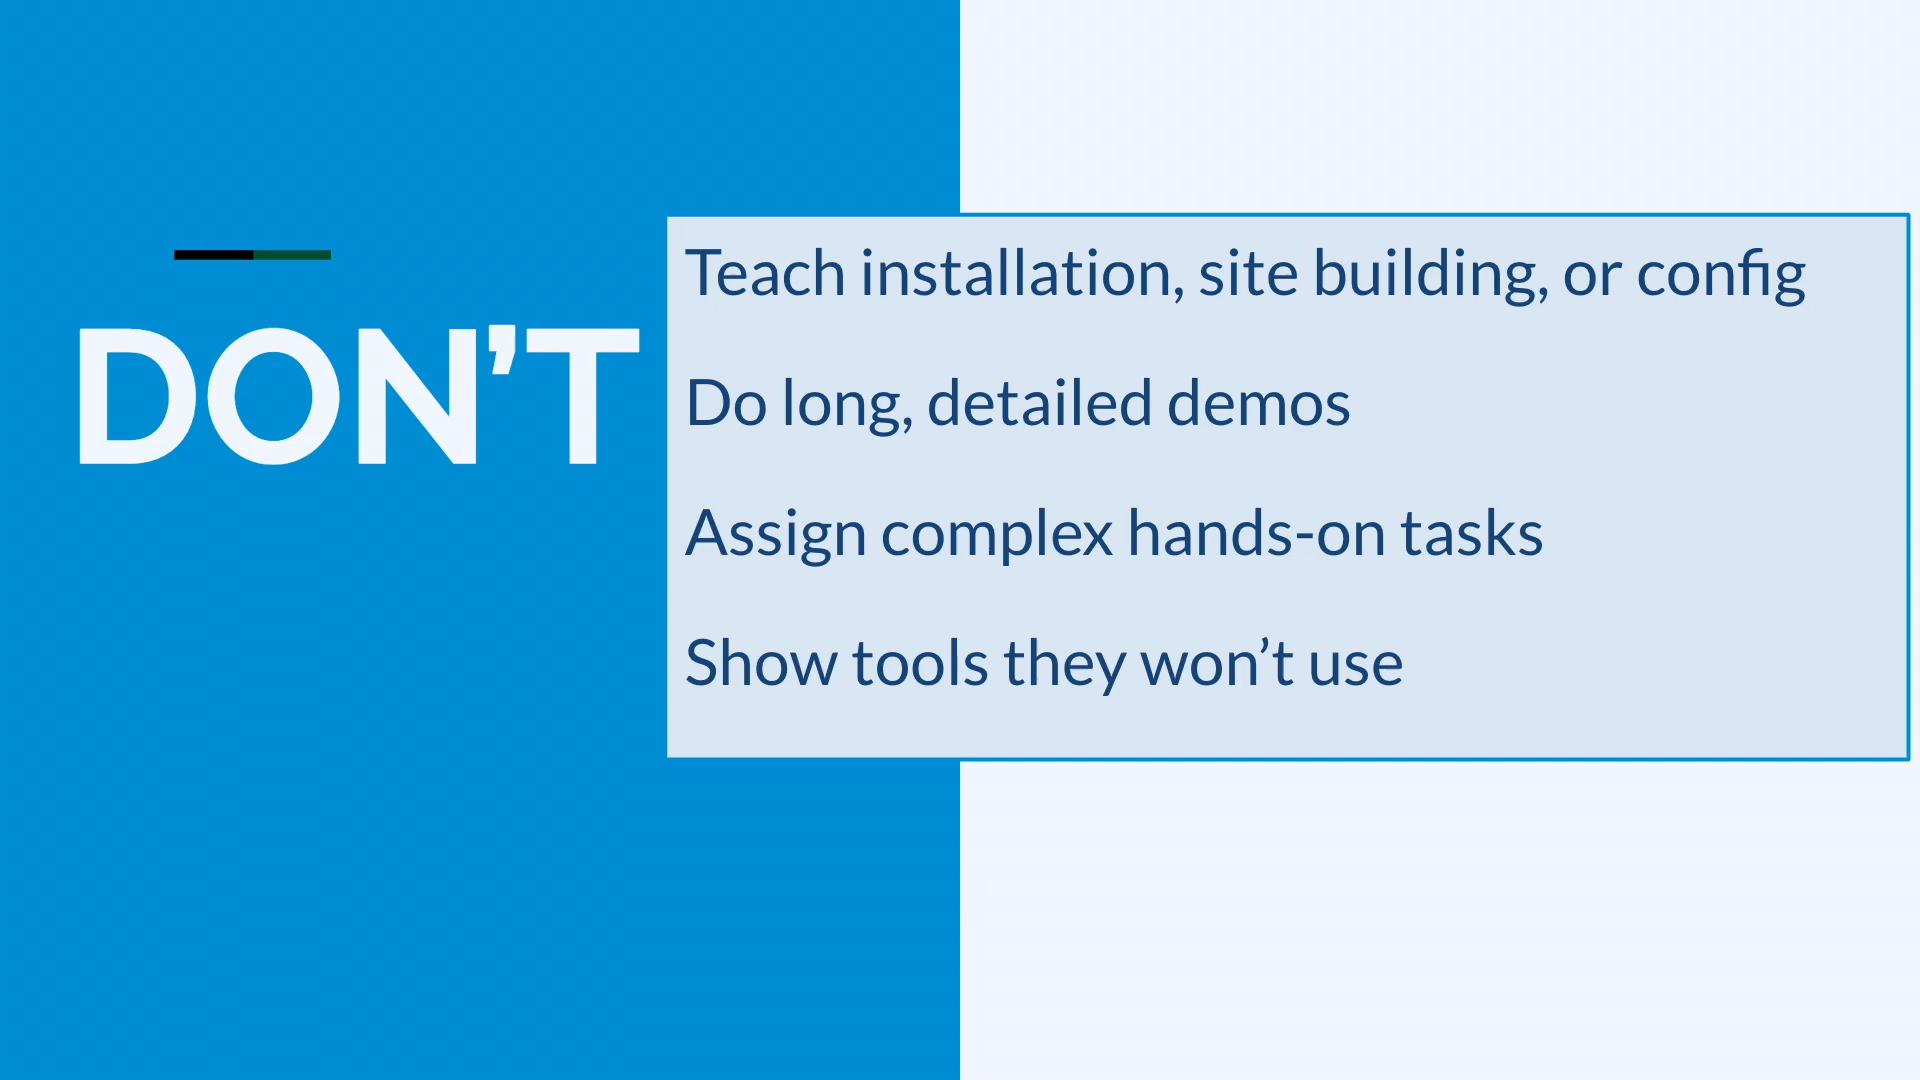 DON’T
Teach installation, site building, or config
Do long, detailed demos
Assign complex hands-on tasks
Show tools they won’t use